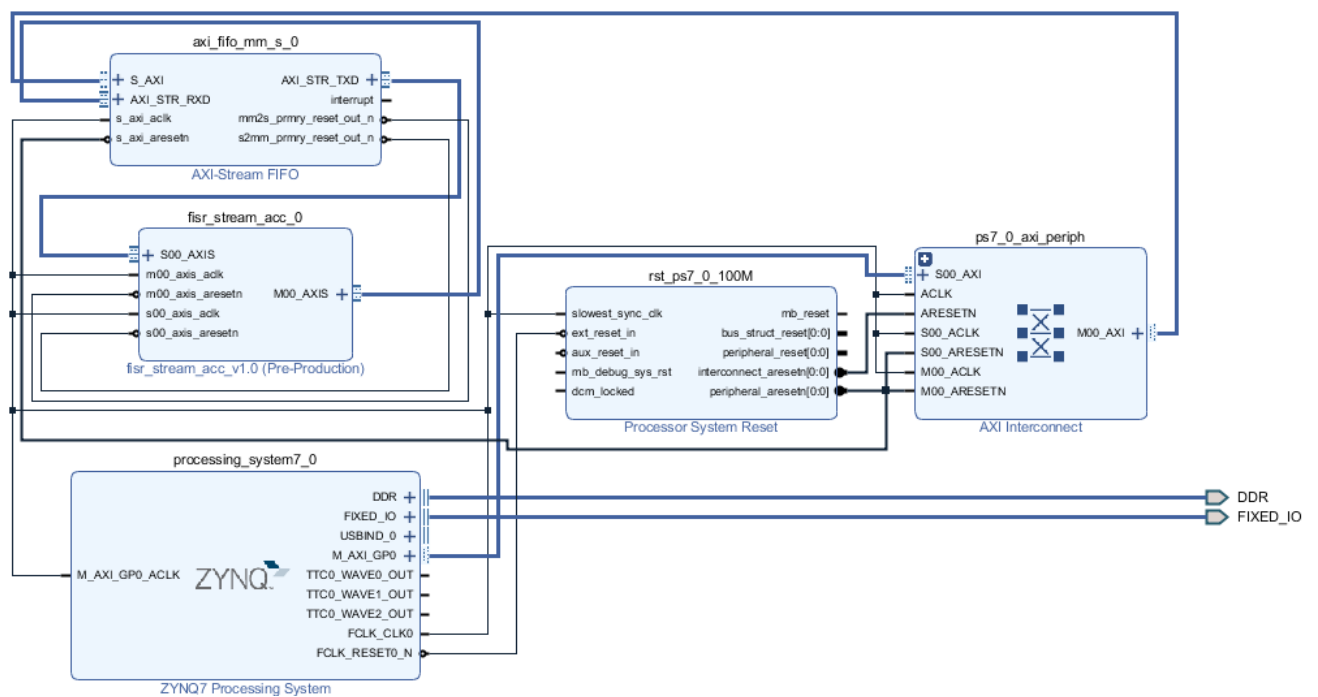 axi_fifo_mm_s_0
S_AXI
AXI_STR_TXD
AXI_STR_RXD
interrupt
s_axi_aclk
mm2s_prmry_reset_out_n
s_axi_aresetn
s2mm_prmry_reset_out_n
AXI-Stream FIFO
fisr_stream_acc_0
S00_AXIS
m00_axis_aclk
m00_axis_aresetn
M00_AXIS
s00_axis_aclk
s00_axis_aresetn
fisr_stream_acc_v1.0 (Pre-Production)
rst_ps7_0_100M
slowest_sync_clk
mb_reset
ext_reset_in
bus_struct_reset[0:0]
aux_reset_in
peripheral_reset[0:0]
mb_debug_sys_rst
interconnect_aresetn[0:0]
dcm_locked
peripheral_aresetn[0:0]
Processor System Reset
ps7_0_axi_periph
S00_AXI
ACLK
ARESETN
S00_ACLK
M00_AXI
S00_ARESETN
M00_ACLK
M00_ARESETN
AXI Interconnect
processing_system7_0
DDR
FIXED_IO
USBIND_0
M_AXI_GP0
M_AXI_GP0_ACLK
ZYNQ
TTC0_WAVE0_OUT
TTC0_WAVE1_OUT
TTC0_WAVE2_OUT
FCLK_CLK0
FCLK_RESET0_N
ZYNQ7 Processing System
DDR
FIXED_IO